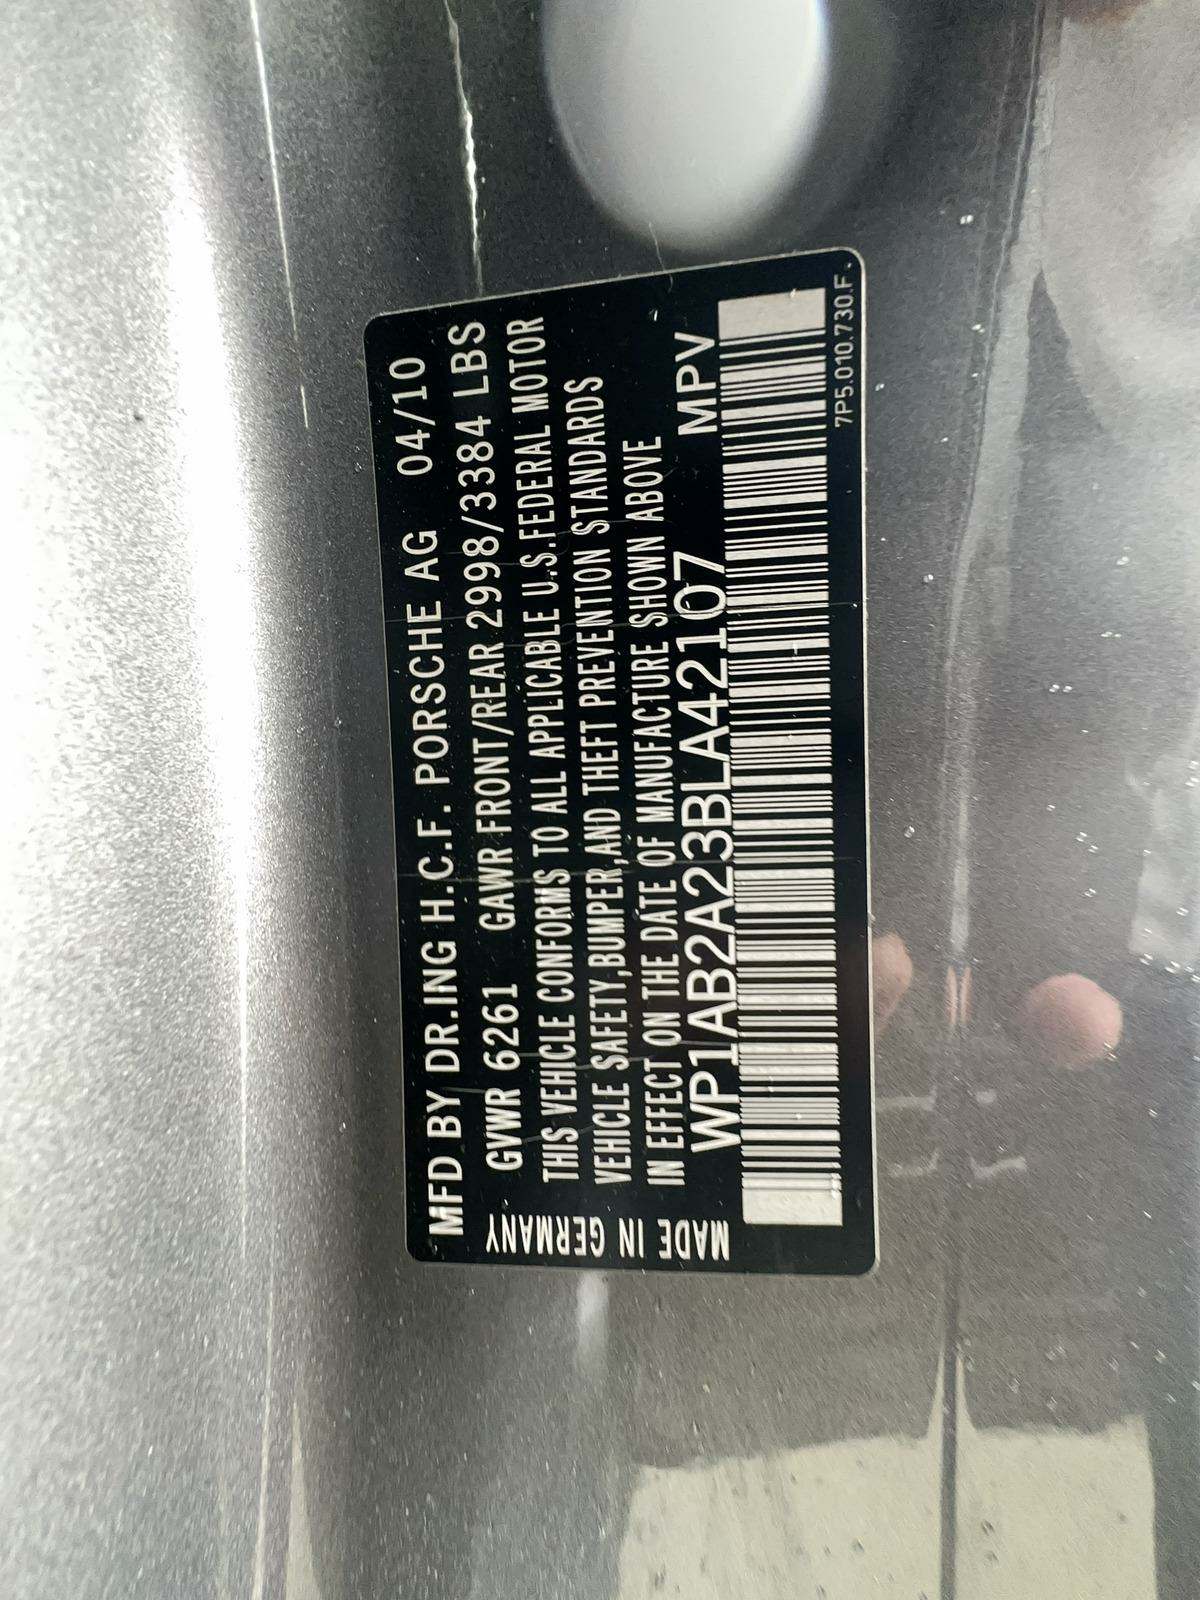 MFD BY DR.ING H.C.F. PORSCHE AG 04/10
GVWR 6261 GAWR FRONT/REAR 2998/3384 LBS
THIS VEHICLE CONFORMS TO ALL APPLICABLE U.S.FEDERAL MOTOR
VEHICLE SAFETY,BUMPER,AND THEFT PREVENTION STANDARDS
IN EFFECT ON THE DATE OF MANUFACTURE SHOWN ABOVE
WP1AB2A23BLA42107 MPV
MADE IN GERMANY
7P5.010.730.F.